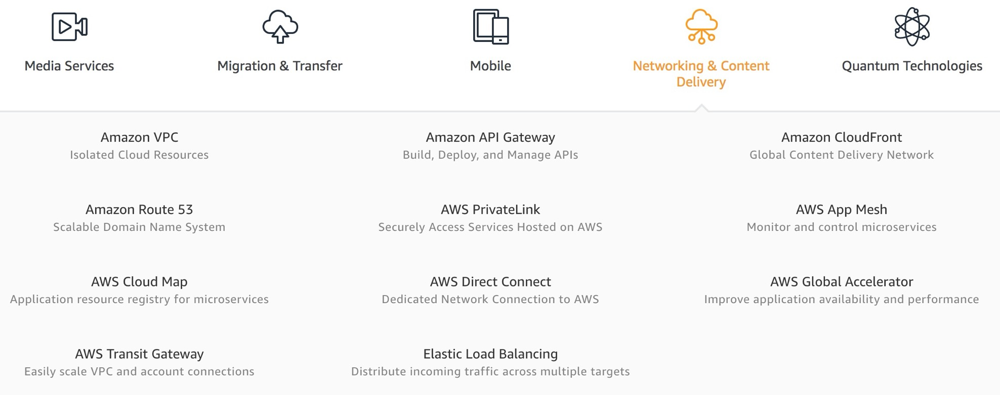 Media Services
Migration & Transfer
Mobile
Networking & Content
Delivery
Quantum Technologies
Amazon VPC
Isolated Cloud Resources
Amazon API Gateway
Build, Deploy, and Manage APIs
Amazon CloudFront
Global Content Delivery Network
Amazon Route 53
Scalable Domain Name System
AWS PrivateLink
Securely Access Services Hosted on AWS
AWS App Mesh
Monitor and control microservices
AWS Cloud Map
Application resource registry for microservices
AWS Direct Connect
Dedicated Network Connection to AWS
AWS Global Accelerator
Improve application availability and performance
AWS Transit Gateway
Easily scale VPC and account connections
Elastic Load Balancing
Distribute incoming traffic across multiple targets